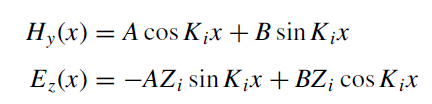 H_y(x) = A cos K_i x + B sin K_i x
E_z(x) = −AZ_i sin K_i x + BZ_i cos K_i x